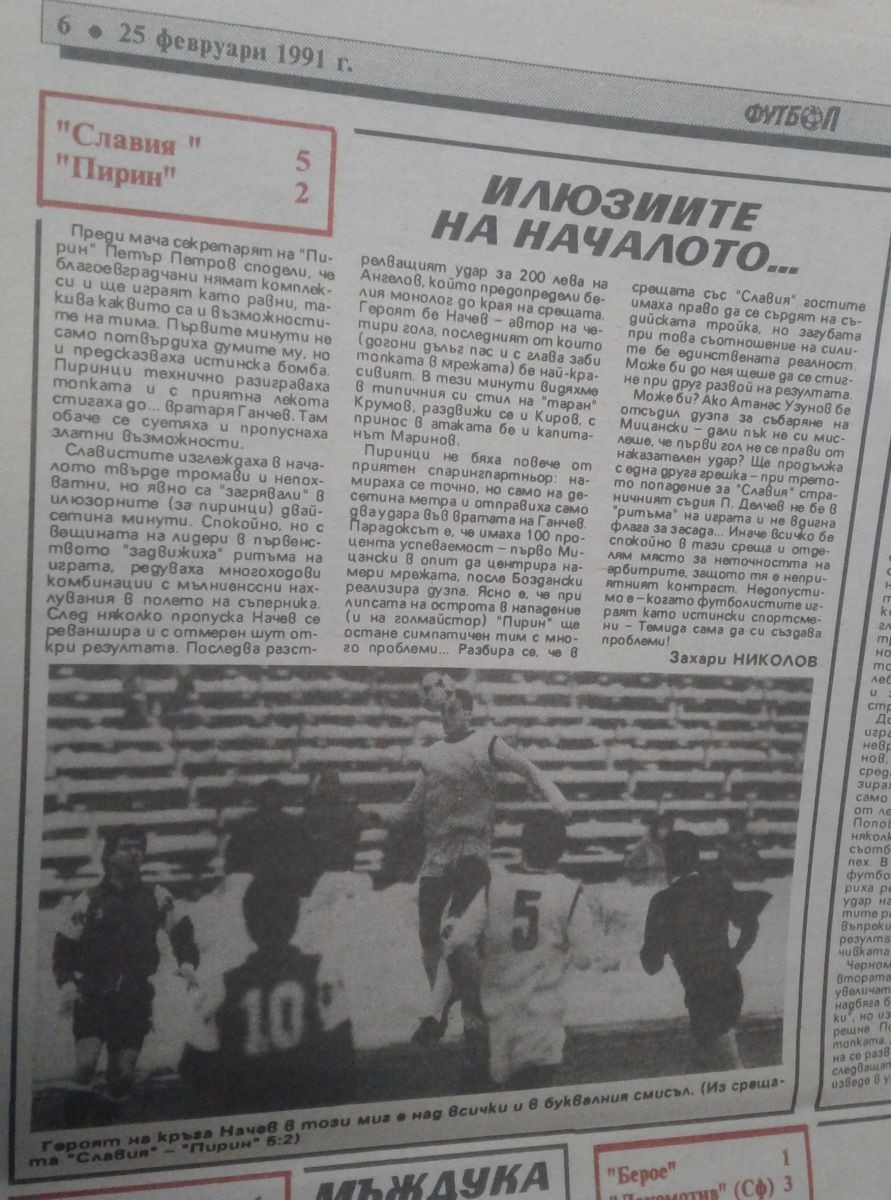 6 • 25 февруари 1991 г.
ФУТБОЛ
"Славия " 5
"Пирин" 2
ИЛЮЗИИТЕ
НА НАЧАЛОТО...
Преди мача секретарят на "Пи-
рин" Петър Петров сподели, че
благоевградчани нямат комплек-
си и ще играят като равни, та-
кива каквито са и възможности-
те на тима. Първите минути не
само потвърдиха думите му, но
и предсказваха истинска бомба.
Пиринци технично разиграваха
топката и с приятна лекота
стигаха до... вратаря Ганчев. Там
обаче се суетяха и пропуснаха
златни възможности.
Славистите изглеждаха в нача-
лото твърде тромави и непох-
ватни, но явно са "загрявали" в
илюзорните (за пиринци) двай-
сетина минути. Спокойно, но с
вещината на лидери в първенс-
твото "задвижиха" ритъма на
играта, редуваха многоходови
комбинации с мълниеносни нах-
лувания в полето на съперника.
След няколко пропуска Начев се
реваншира и с отмерен шут от-
кри резултата. Последва разст-
релващият удар за 200 лева на
Ангелов, който предопредели бе-
лия монолог до края на срещата.
Героят бе Начев – автор на че-
тири гола, последният от които
(догони дълъг пас и с глава заби
топката в мрежата) бе най-кра-
сивият. В тези минути видяхме
в типичния си стил на "таран"
Крумов, раздвижи се и Киров, с
принос в атаката бе и капита-
нът Маринов.
Пиринци не бяха повече от
приятен спарингпартньор: на-
мираха се точно, но само на де-
сетина метра и отправиха само
два удара във вратата на Ганчев.
Парадоксът е, че имаха 100 про-
цента успеваемост – първо Ми-
цански в опит да центрира на-
мери мрежата, после Боздански
реализира дузпа. Ясно е, че при
липсата на острота в нападение
(и на голмайстор) "Пирин" ще
остане симпатичен тим с мно-
го проблеми... Разбира се, че в
срещата със "Славия" гостите
имаха право да се сърдят на съ-
дийската тройка, но загубата
при това съотношение на сили-
те бе единствената реалност.
Може би до нея щеше да се стиг-
не при друг развой на резултата.
Може би? Ако Атанас Узунов бе
отсъдил дузпа за събаряне на
Мицански – дали пък не си мис-
леше, че първи гол не се прави от
наказателен удар? Ще продължа
с една друга грешка – при трето-
то попадение за "Славия" стра-
ничният съдия П. Делчев не бе в
"ритъма" на играта и не вдигна
флага за засада... Иначе всичко бе
спокойно в тази среща и отде-
лям място за неточността на
арбитрите, защото тя е непри-
ятният контраст. Недопусти-
мо е – когато футболистите иг-
раят като истински спортсме-
ни – Темида сама да си създава
проблеми!
Захари НИКОЛОВ
10
5
Героят на кръга Начев в този миг е над всички и в буквалния смисъл. (Из среща-
та "Славия" – "Пирин" 5:2)
МЪЖДУКА
"Берое" 1
"Локомотив" (Сф) 3